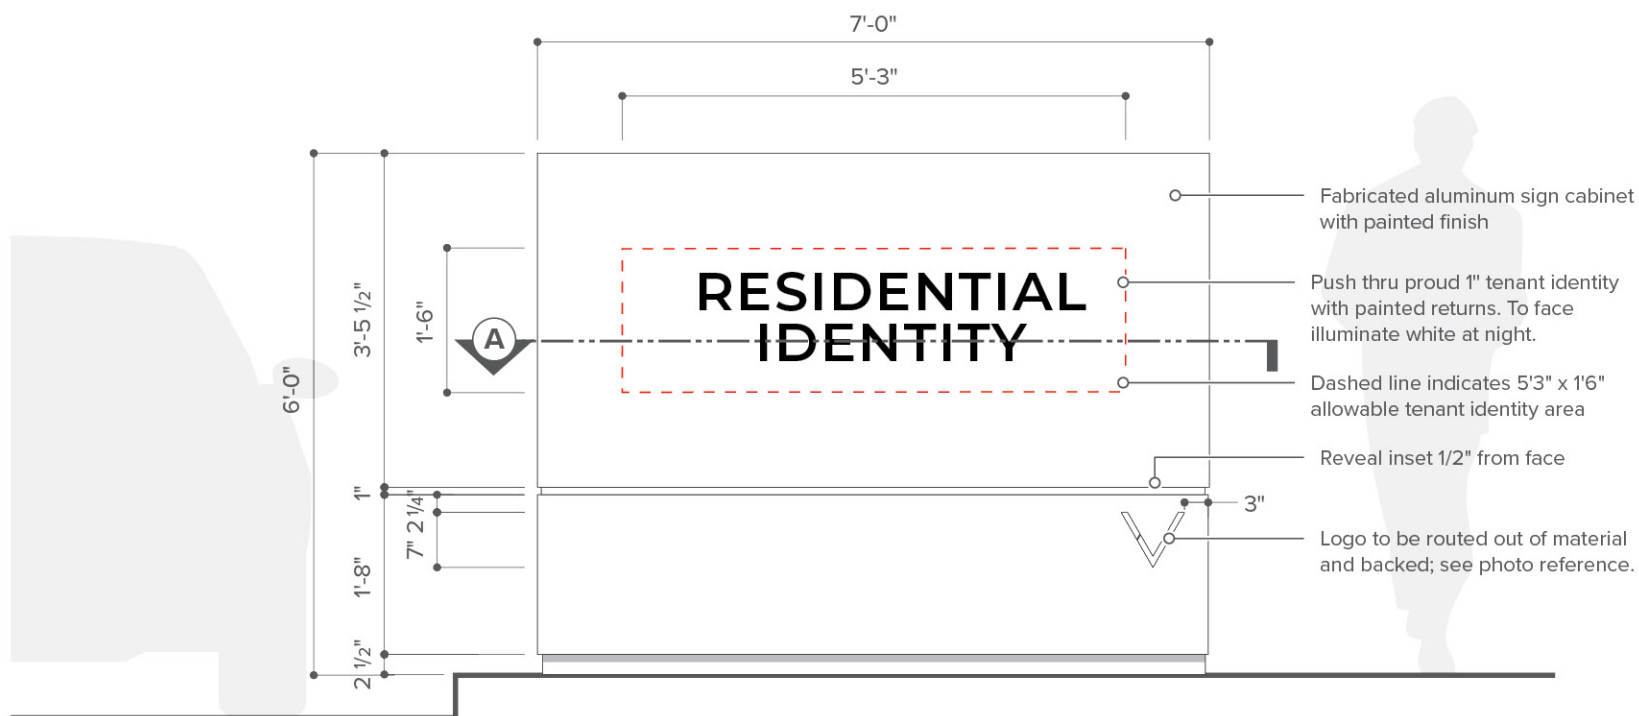 7'-0"
5'-3"
Fabricated aluminum sign cabinet
with painted finish
RESIDENTIAL
IDENTITY
Push thru proud 1" tenant identity
with painted returns. To face
illuminate white at night.
3'-5 1/2"
1'-6"
A
6'-0"
Dashed line indicates 5'3" x 1'6"
allowable tenant identity area
Reveal inset 1/2" from face
1"
2 1/4"
3"
7"
Logo to be routed out of material
and backed; see photo reference.
1'-8"
2 1/2"